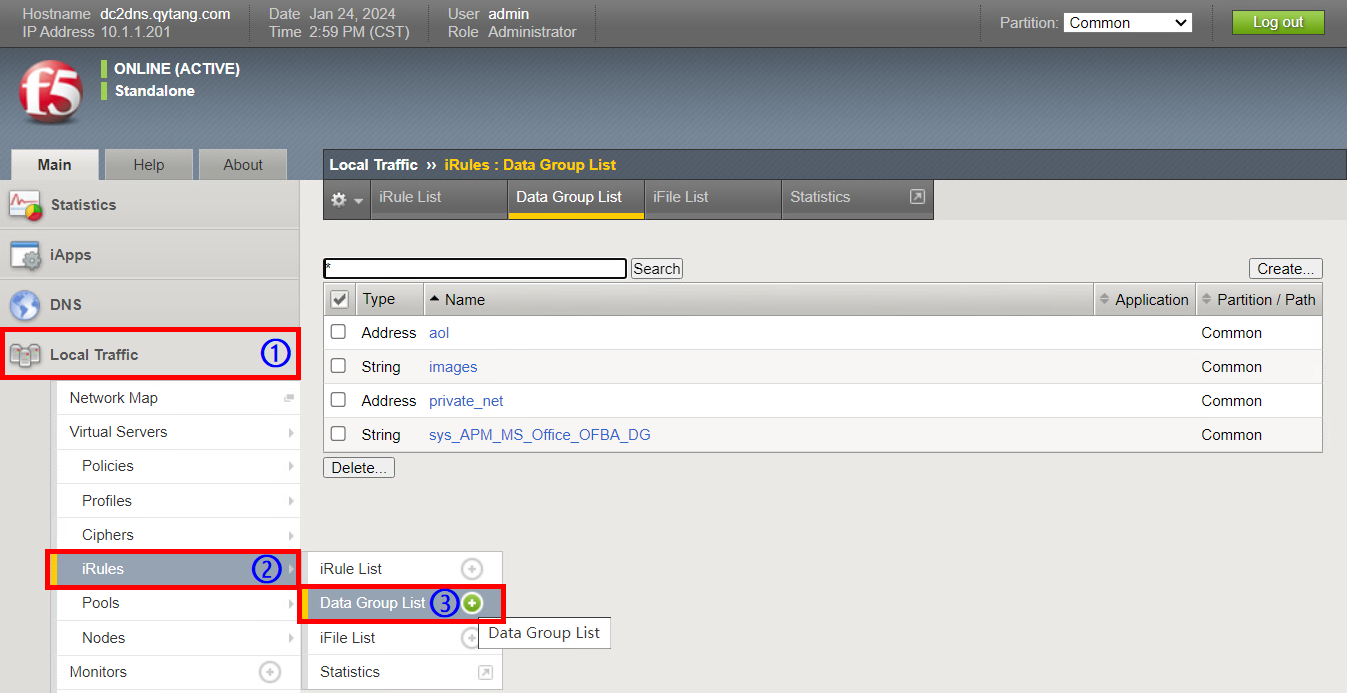 Hostname dc2dns.qytang.com Date Jan 24, 2024 User admin
IP Address 10.1.1.201 Time 2:59 PM (CST) Role Administrator
Partition: Common Log out
f5
ONLINE (ACTIVE)
Standalone
Main Help About
Local Traffic ›› iRules : Data Group List
iRule List Data Group List iFile List Statistics
Statistics
iApps
DNS
Local Traffic ①
Network Map
Virtual Servers
Policies
Profiles
Ciphers
iRules ②
Pools
Nodes
Monitors
* Search Create...
Type Name Application Partition / Path
Address aol Common
String images Common
Address private_net Common
String sys_APM_MS_Office_OFBA_DG Common
Delete...
iRule List
Data Group List ③
iFile List
Statistics
Data Group List